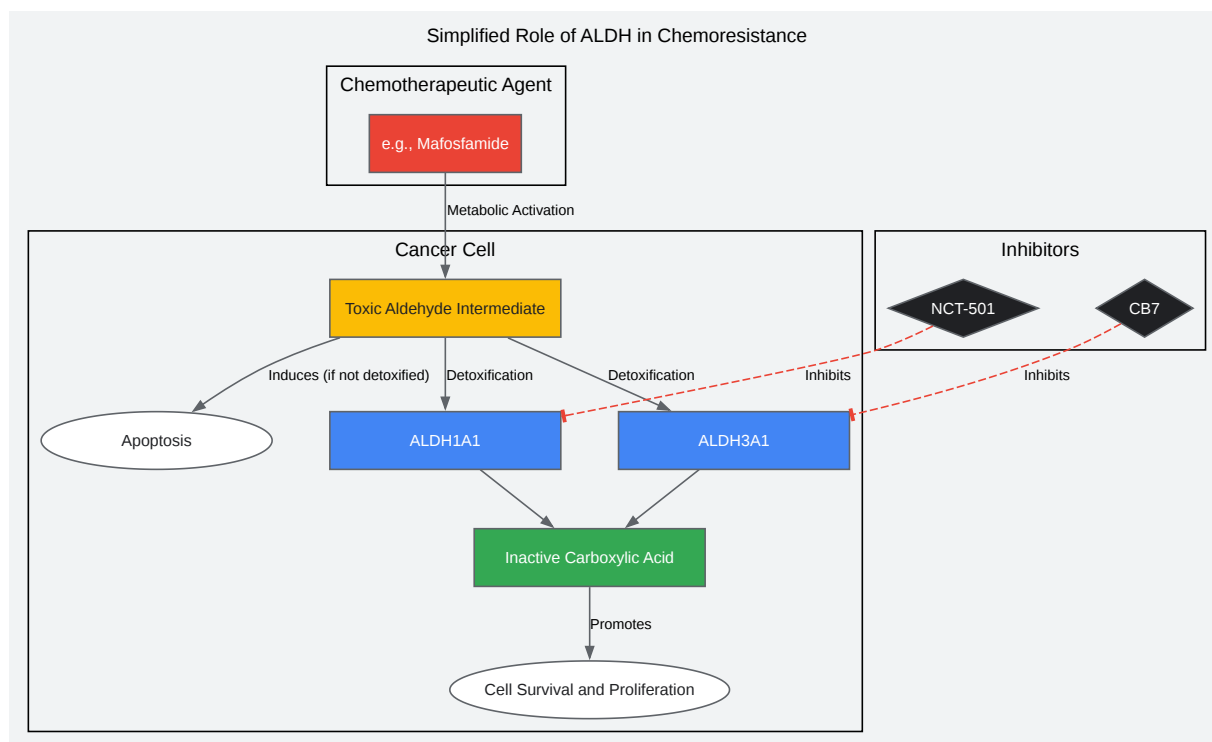 Simplified Role of ALDH in Chemoresistance
Chemotherapeutic Agent
e.g., Mafosfamide
Metabolic Activation
Cancer Cell
Inhibitors
Toxic Aldehyde Intermediate
NCT-501
CB7
Induces (if not detoxified)
Detoxification
Detoxification
Inhibits
Inhibits
Apoptosis
ALDH1A1
ALDH3A1
Inactive Carboxylic Acid
Promotes
Cell Survival and Proliferation